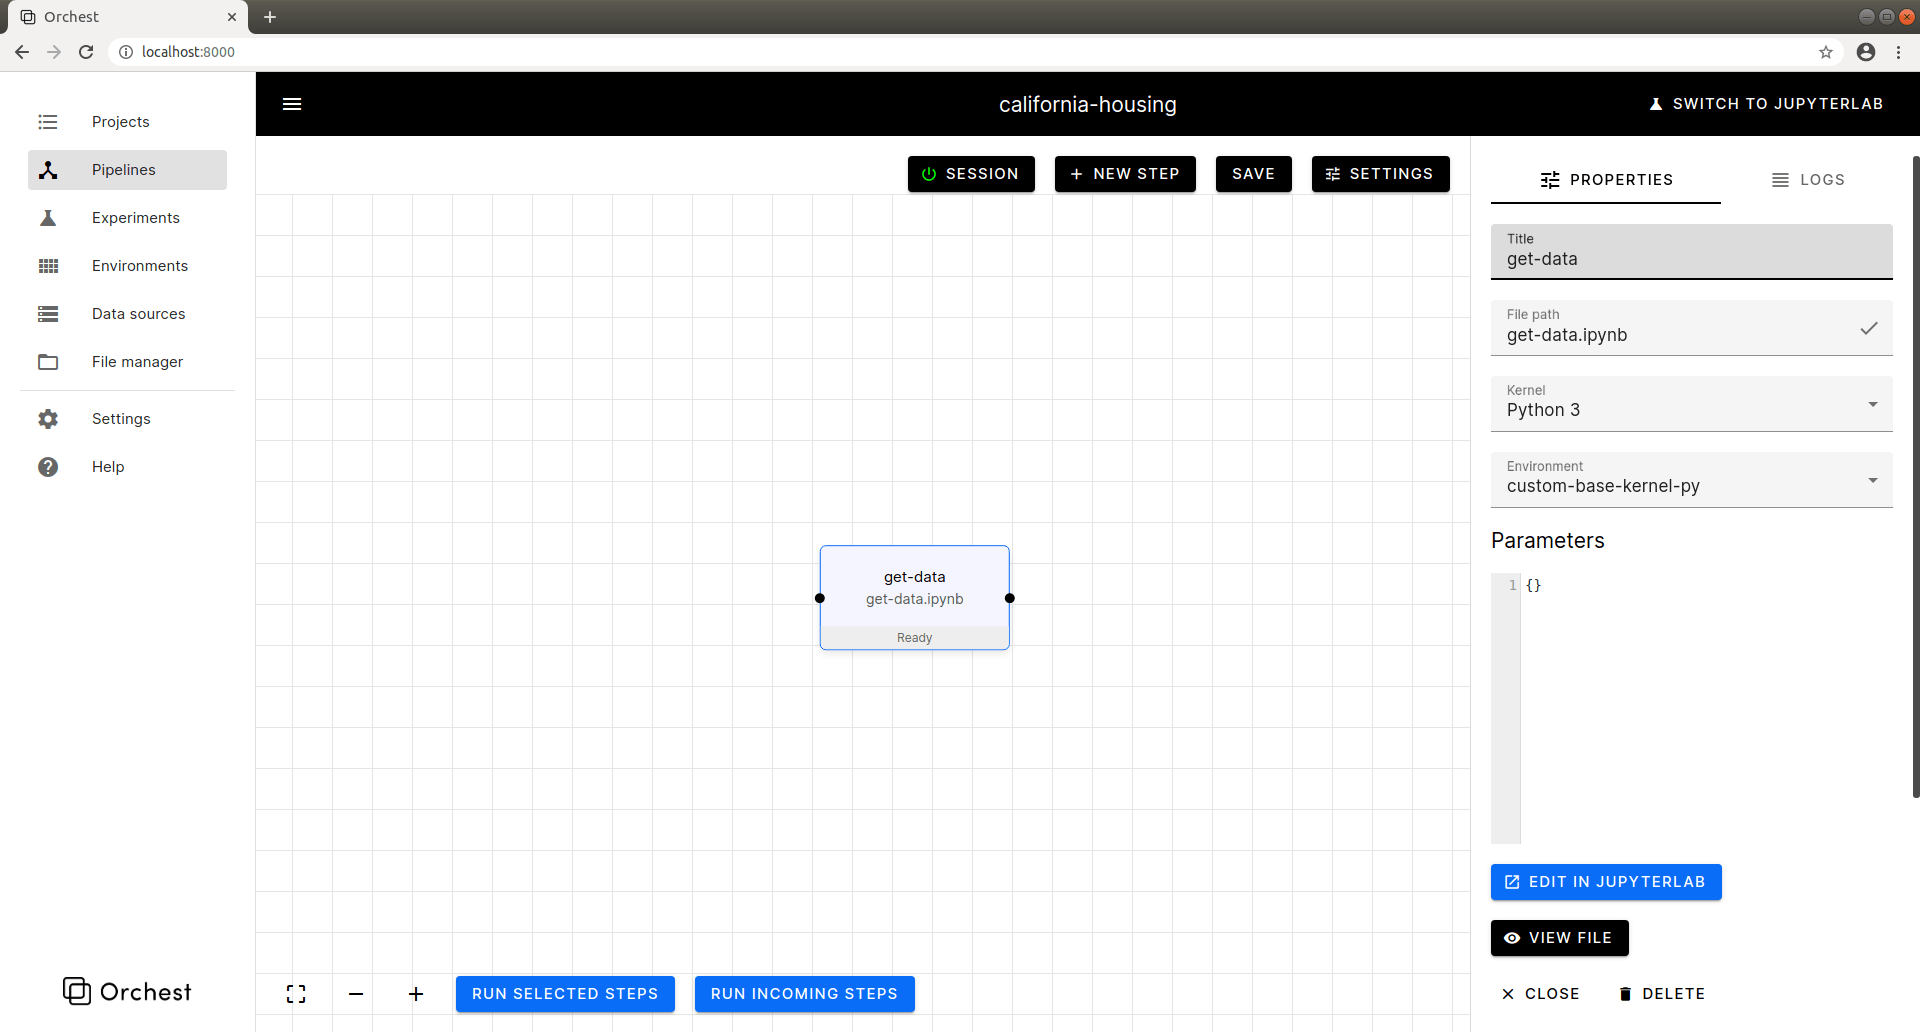 Orchest
localhost:8000
california-housing
SWITCH TO JUPYTERLAB
Projects
Pipelines
Experiments
Environments
Data sources
File manager
Settings
Help
Orchest
SESSION
NEW STEP
SAVE
SETTINGS
get-data
get-data.ipynb
Ready
RUN SELECTED STEPS
RUN INCOMING STEPS
PROPERTIES
LOGS
Title
get-data
File path
get-data.ipynb
Kernel
Python 3
Environment
custom-base-kernel-py
Parameters
1 {}
EDIT IN JUPYTERLAB
VIEW FILE
CLOSE
DELETE